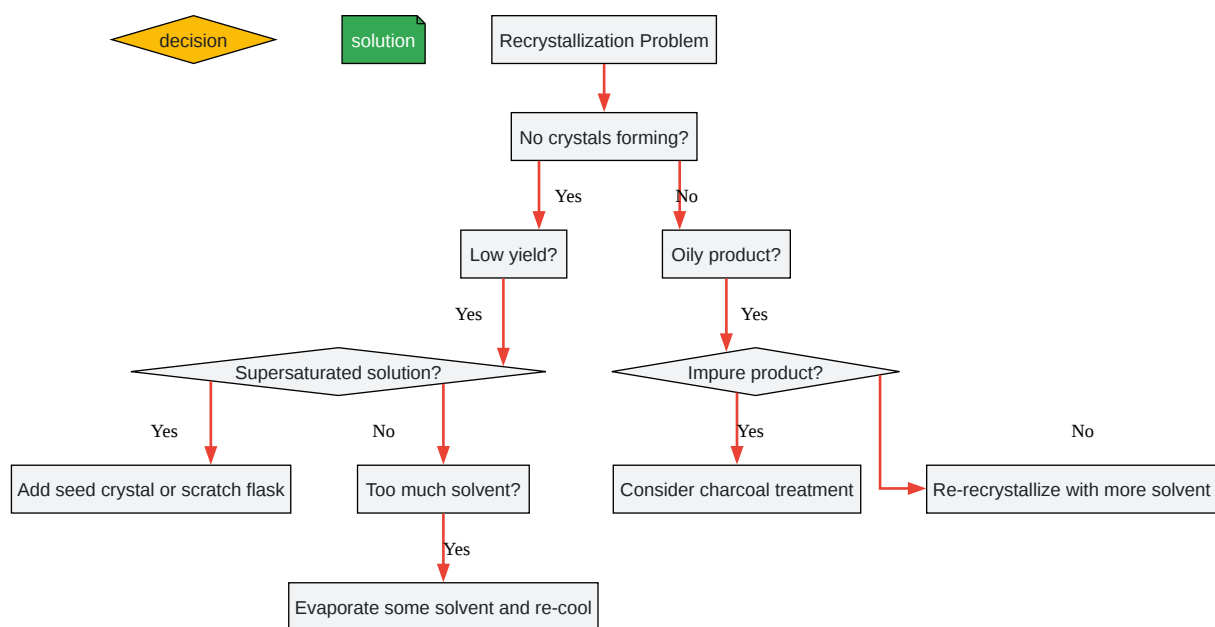 decision
solution
Recrystallization Problem
No crystals forming?
Yes
No
Low yield?
Oily product?
Yes
Yes
Supersaturated solution?
Impure product?
Yes
No
Yes
No
Add seed crystal or scratch flask
Too much solvent?
Consider charcoal treatment
Re-recrystallize with more solvent
Yes
Evaporate some solvent and re-cool